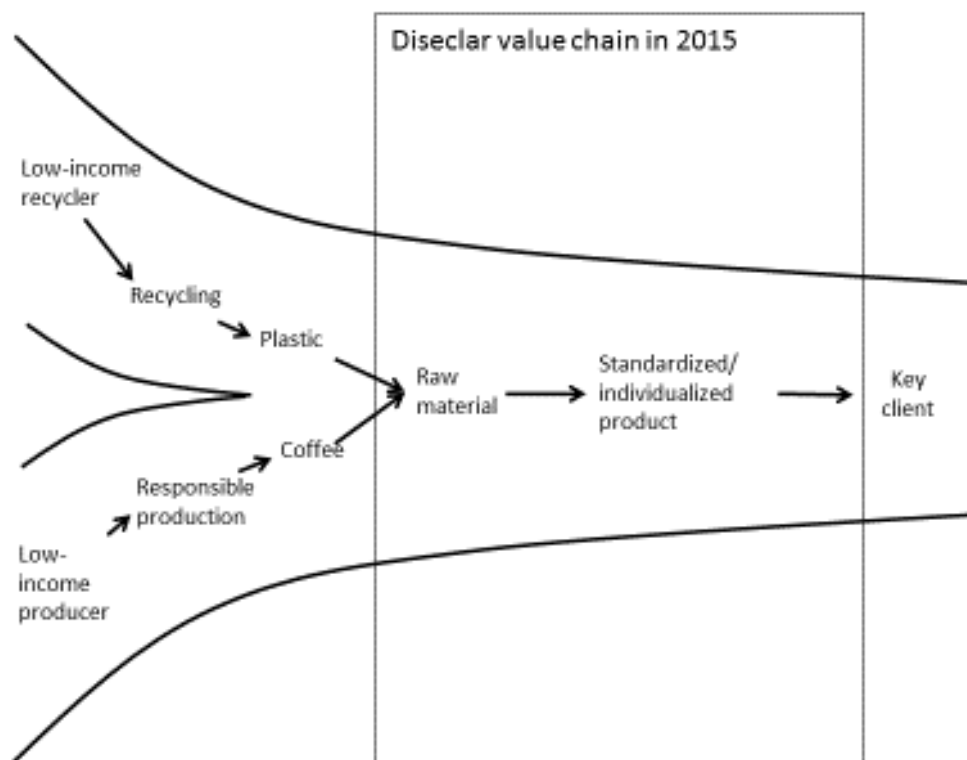 Diseclar value chain in 2015
Low-income
recycler
Recycling
Plastic
Raw
material
Standardized/
individualized
product
Key
client
Coffee
Responsible
production
Low-
income
producer